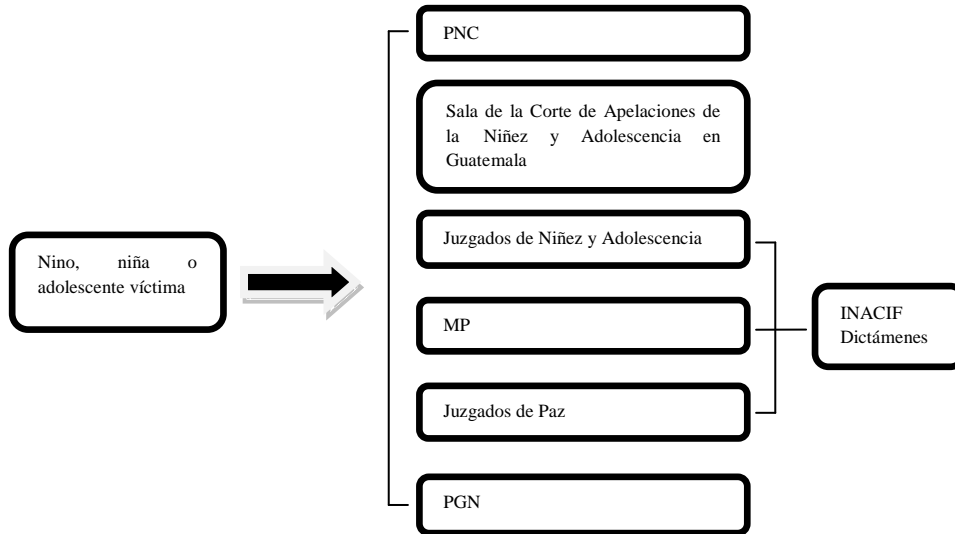 PNC
Sala de la Corte de Apelaciones de
la Niñez y Adolescencia en
Guatemala
Juzgados de Niñez y Adolescencia
Nino, niña o
adolescente víctima
MP
INACIF
Dictámenes
Juzgados de Paz
PGN